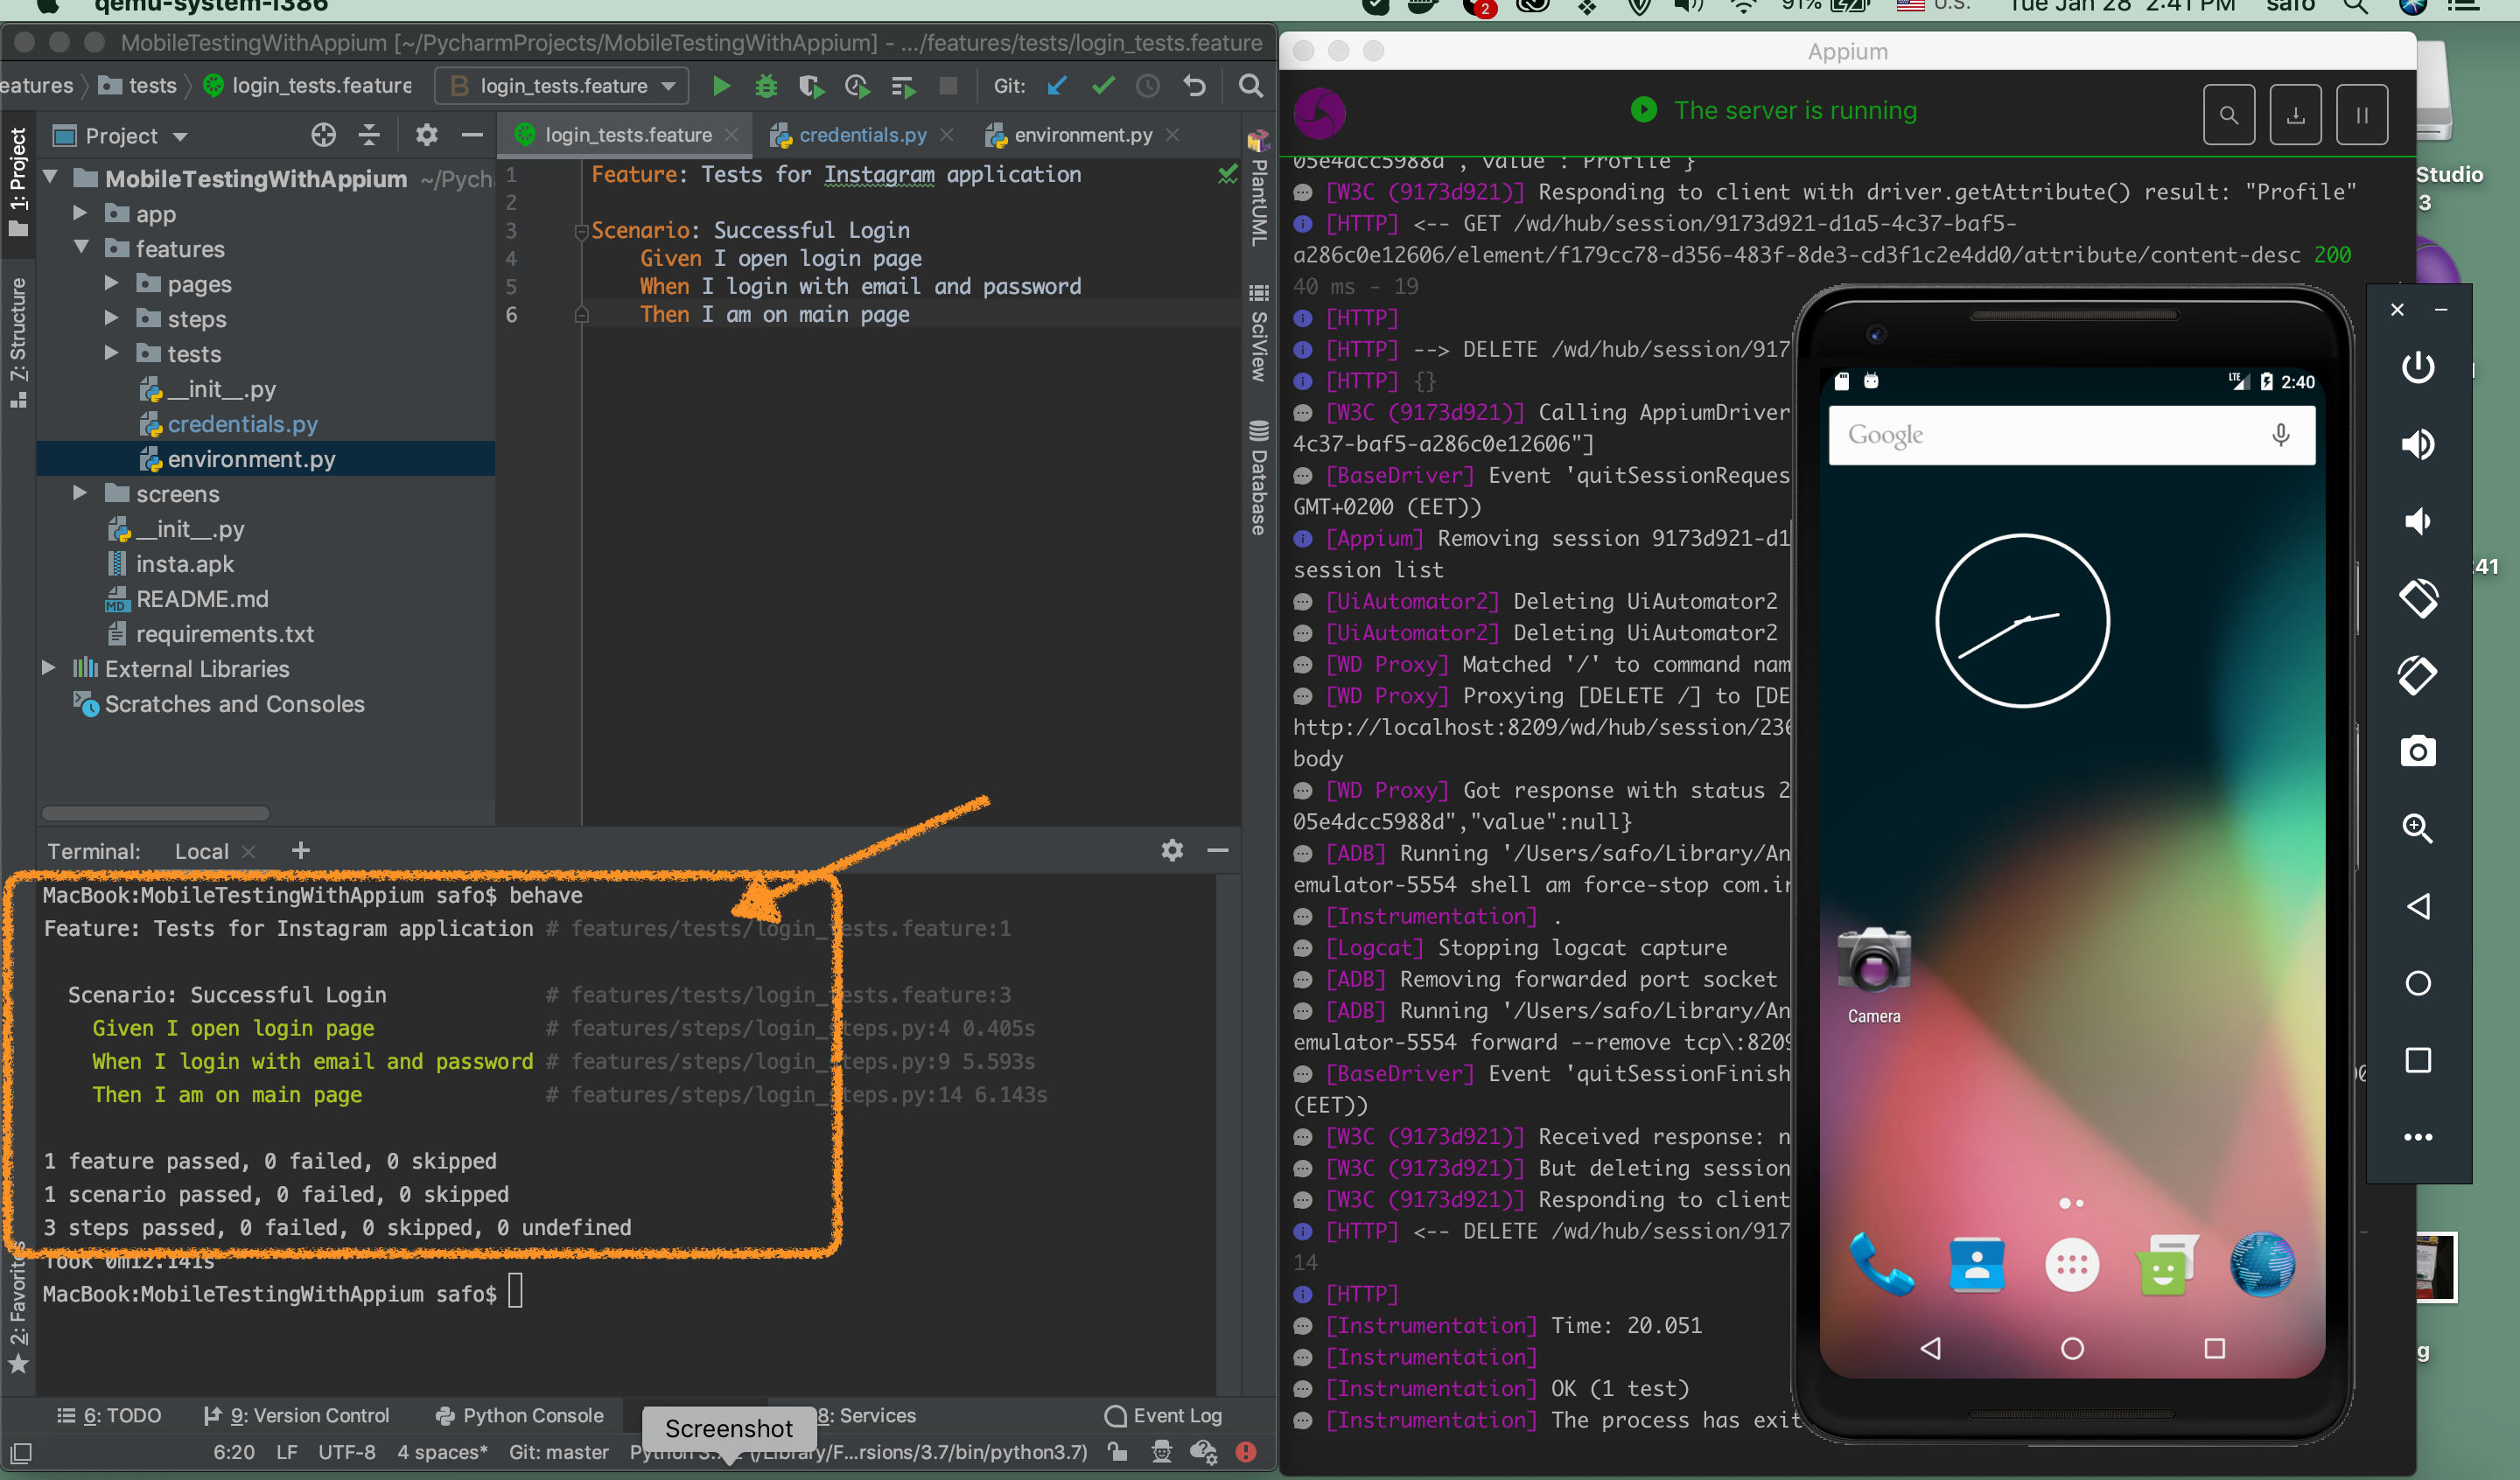 qemu-system-i386
2
91%
U.S.
Tue Jan 28 2:41 PM
safo
MobileTestingWithAppium [~/PycharmProjects/MobileTestingWithAppium] - .../features/tests/login_tests.feature
eatures
tests
login_tests.feature
login_tests.feature
Git:
1: Project
Z: Structure
2: Favorites
Project
login_tests.feature
credentials.py
environment.py
MobileTestingWithAppium ~/Pych
app
features
pages
steps
tests
__init__.py
credentials.py
environment.py
screens
__init__.py
insta.apk
README.md
requirements.txt
External Libraries
Scratches and Consoles
1 Feature: Tests for Instagram application
2
3 Scenario: Successful Login
4 Given I open login page
5 When I login with email and password
6 Then I am on main page
PlantUML
SciView
Database
Terminal: Local +
MacBook:MobileTestingWithAppium safo$ behave
Feature: Tests for Instagram application # features/tests/login_tests.feature:1
Scenario: Successful Login # features/tests/login_tests.feature:3
Given I open login page # features/steps/login_steps.py:4 0.405s
When I login with email and password # features/steps/login_steps.py:9 5.593s
Then I am on main page # features/steps/login_steps.py:14 6.143s
1 feature passed, 0 failed, 0 skipped
1 scenario passed, 0 failed, 0 skipped
3 steps passed, 0 failed, 0 skipped, 0 undefined
Took 0m12.141s
MacBook:MobileTestingWithAppium safo$
6: TODO
9: Version Control
Python Console
8: Services
Event Log
Screenshot
6:20 LF UTF-8 4 spaces* Git: master
(/Library/F...rsions/3.7/bin/python3.7)
Appium
The server is running
05e4dcc5988d","value":"Profile"}
[W3C (9173d921)] Responding to client with driver.getAttribute() result: "Profile"
[HTTP] <-- GET /wd/hub/session/9173d921-d1a5-4c37-baf5-
a286c0e12606/element/f179cc78-d356-483f-8de3-cd3f1c2e4dd0/attribute/content-desc 200
40 ms - 19
[HTTP]
[HTTP] --> DELETE /wd/hub/session/917
[HTTP] {}
[W3C (9173d921)] Calling AppiumDriver
4c37-baf5-a286c0e12606"]
[BaseDriver] Event 'quitSessionReques
GMT+0200 (EET))
[Appium] Removing session 9173d921-d1
session list
[UiAutomator2] Deleting UiAutomator2
[UiAutomator2] Deleting UiAutomator2
[WD Proxy] Matched '/' to command nam
[WD Proxy] Proxying [DELETE /] to [DE
http://localhost:8209/wd/hub/session/236
body
[WD Proxy] Got response with status 2
05e4dcc5988d","value":null}
[ADB] Running '/Users/safo/Library/An
emulator-5554 shell am force-stop com.in
[Instrumentation] .
[Logcat] Stopping logcat capture
[ADB] Removing forwarded port socket
[ADB] Running '/Users/safo/Library/An
emulator-5554 forward --remove tcp\:8209
[BaseDriver] Event 'quitSessionFinish
(EET))
[W3C (9173d921)] Received response: n
[W3C (9173d921)] But deleting session
[W3C (9173d921)] Responding to client
[HTTP] <-- DELETE /wd/hub/session/917
14
[HTTP]
[Instrumentation] Time: 20.051
[Instrumentation]
[Instrumentation] OK (1 test)
[Instrumentation] The process has exit
LTE
2:40
Google
Camera
Studio
3
41
g